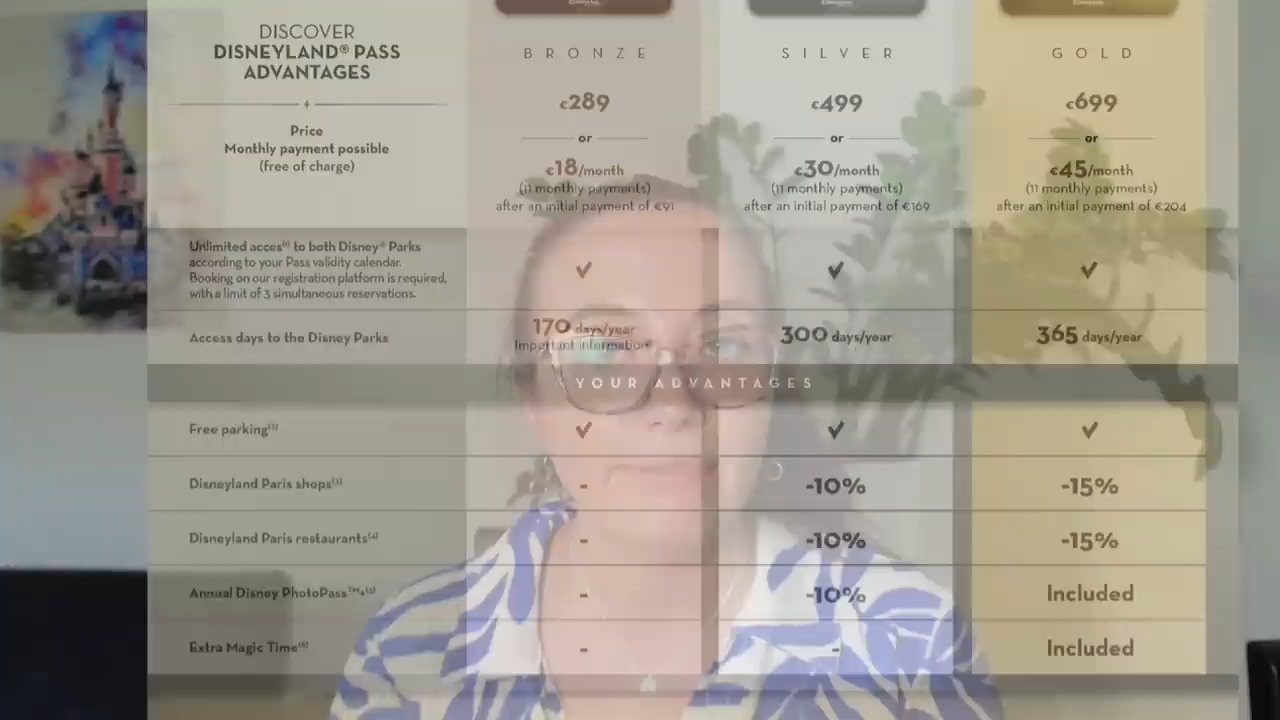 DISCOVER
DISNEYLAND® PASS
ADVANTAGES
BRONZE
SILVER
GOLD
€289
€499
€699
Price
Monthly payment possible
(free of charge)
or
or
or
€18/month
(11 monthly payments)
after an initial payment of €91
€30/month
(11 monthly payments)
after an initial payment of €169
€45/month
(11 monthly payments)
after an initial payment of €204
Unlimited acces⁽¹⁾ to both Disney® Parks
according to your Pass validity calendar.
Booking on our registration platform is required,
with a limit of 3 simultaneous reservations.
✓
✓
✓
Access days to the Disney Parks
170 days/year
Important information
300 days/year
365 days/year
YOUR ADVANTAGES
Free parking
✓
✓
✓
Disneyland Paris shops⁽³⁾
-
-10%
-15%
Disneyland Paris restaurants⁽⁴⁾
-
-10%
-15%
Annual Disney PhotoPass™+
-
-10%
Included
Extra Magic Time
-
-
Included